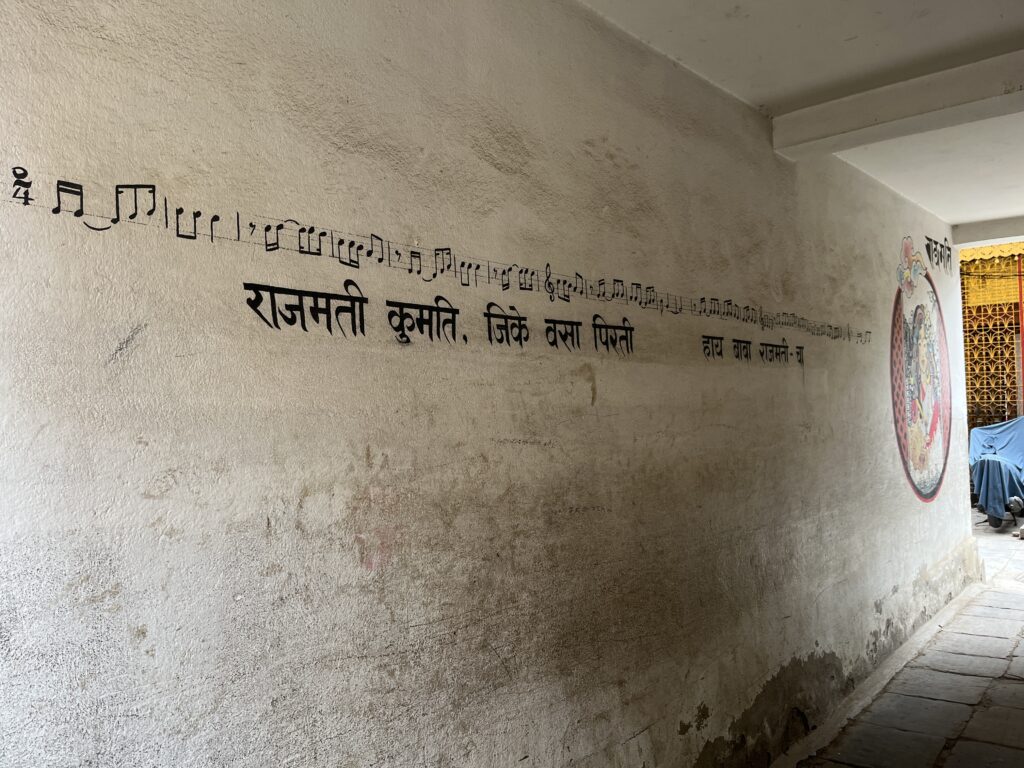 राजमती कुमति, जिके वसा पिरती
हाय बाबा राजमती-चा